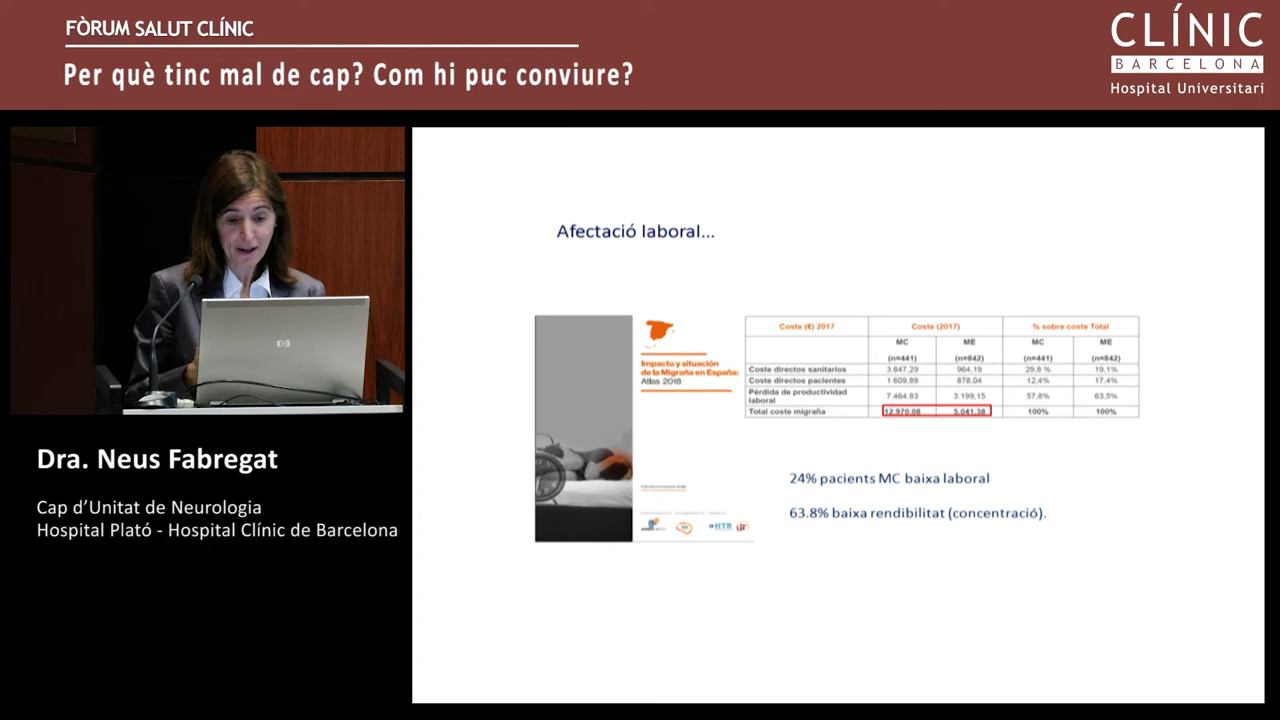 FÒRUM SALUT CLÍNIC
Per què tinc mal de cap? Com hi puc conviure?
CLÍNIC
BARCELONA
Hospital Universitari
Afectació laboral...
Impacto y situación
de la Migraña en España:
Atlas 2018
Coste (€) 2017 Coste (2017) % sobre coste Total
MC ME MC ME
(n=441) (n=842) (n=441) (n=842)
Coste directos sanitarios 3.847,29 964,19 29,8 % 19,1%
Coste directos pacientes 1.609,89 878,04 12,4% 17,4%
Pérdida de productividad
laboral 7.464,83 3.199,15 57,8% 63,5%
Total coste migraña 12.970,08 5.041,38 100% 100%
24% pacients MC baixa laboral
63.8% baixa rendibilitat (concentració).
hp
Dra. Neus Fabregat
Cap d’Unitat de Neurologia
Hospital Plató - Hospital Clínic de Barcelona